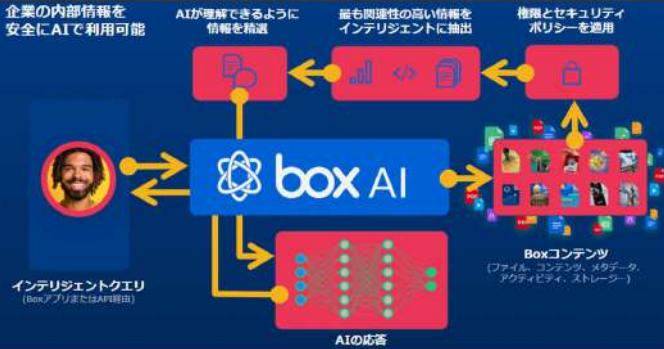 企業の内部情報を
安全にAIで利用可能
AIが理解できるように
情報を精選
最も関連性の高い情報を
インテリジェントに抽出
権限とセキュリティ
ポリシーを適用
box AI
インテリジェントクエリ
(BoxアプリまたはAPI経由)
Boxコンテンツ
(ファイル、コンテンツ、メタデータ、
アクティビティ、ストレージ…)
AIの応答